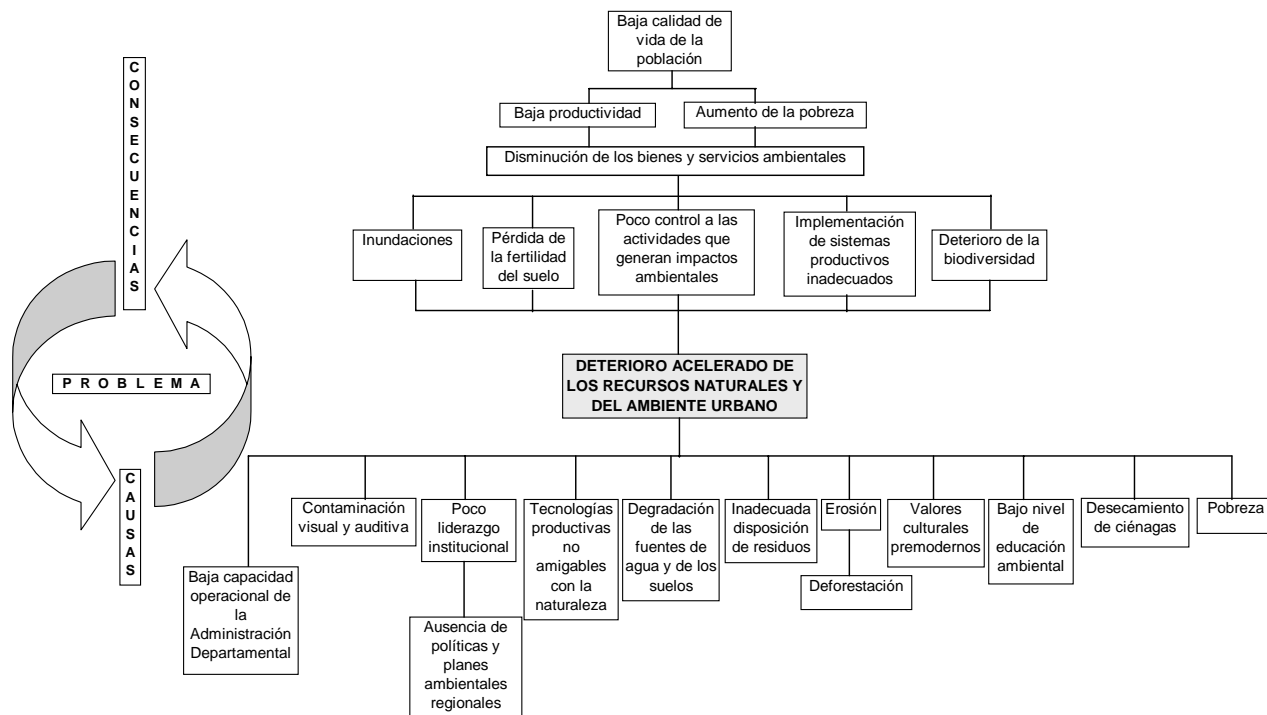 Baja calidad de
vida de la
población
CONSECUENCIAS
Baja productividad
Aumento de la pobreza
Disminución de los bienes y servicios ambientales
Inundaciones
Pérdida de
la fertilidad
del suelo
Poco control a las
actividades que
generan impactos
ambientales
Implementación
de sistemas
productivos
inadecuados
Deterioro de la
biodiversidad
PROBLEMA
DETERIORO ACELERADO DE
LOS RECURSOS NATURALES Y
DEL AMBIENTE URBANO
CAUSAS
Baja capacidad
operacional de
la
Administración
Departamental
Contaminación
visual y auditiva
Poco
liderazgo
institucional
Ausencia de
políticas y
planes
ambientales
regionales
Tecnologías
productivas
no
amigables
con la
naturaleza
Degradación
de las
fuentes de
agua y de los
suelos
Inadecuada
disposición
de residuos
Erosión
Deforestación
Valores
culturales
premodernos
Bajo nivel
de
educación
ambiental
Desecamiento
de ciénagas
Pobreza